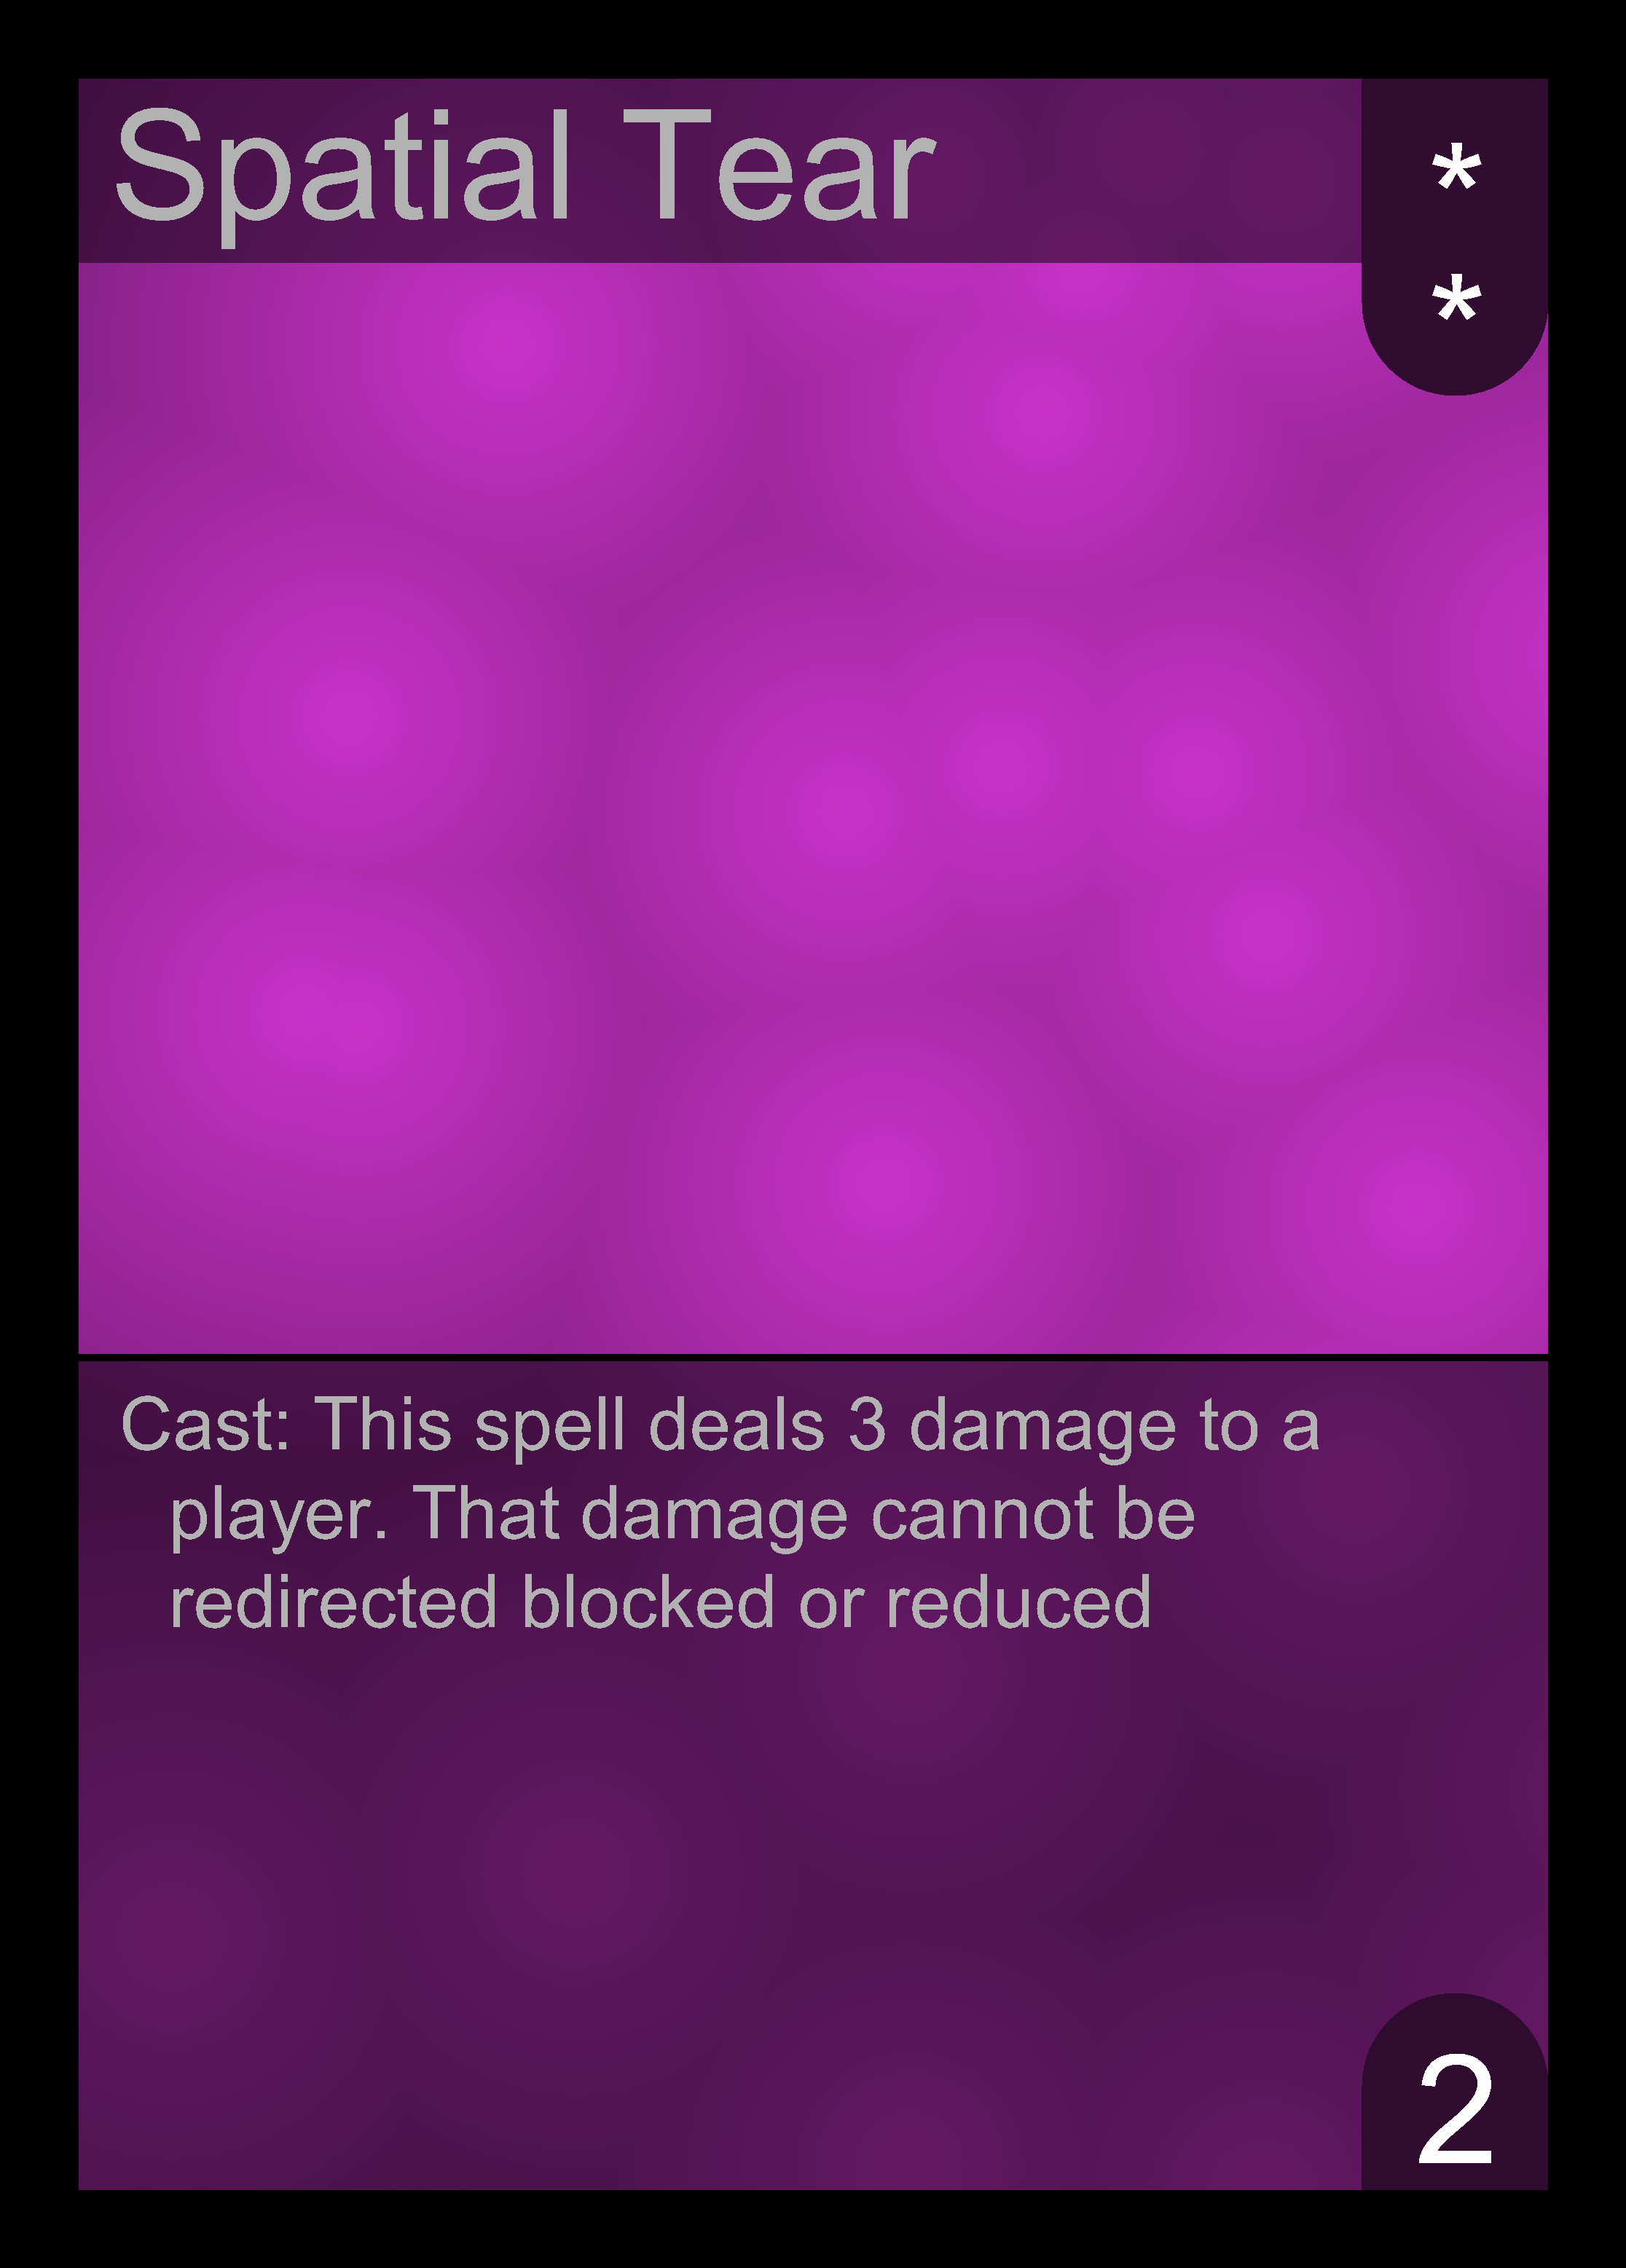 Spatial Tear
*
*
Cast: This spell deals 3 damage to a
player. That damage cannot be
redirected blocked or reduced
2